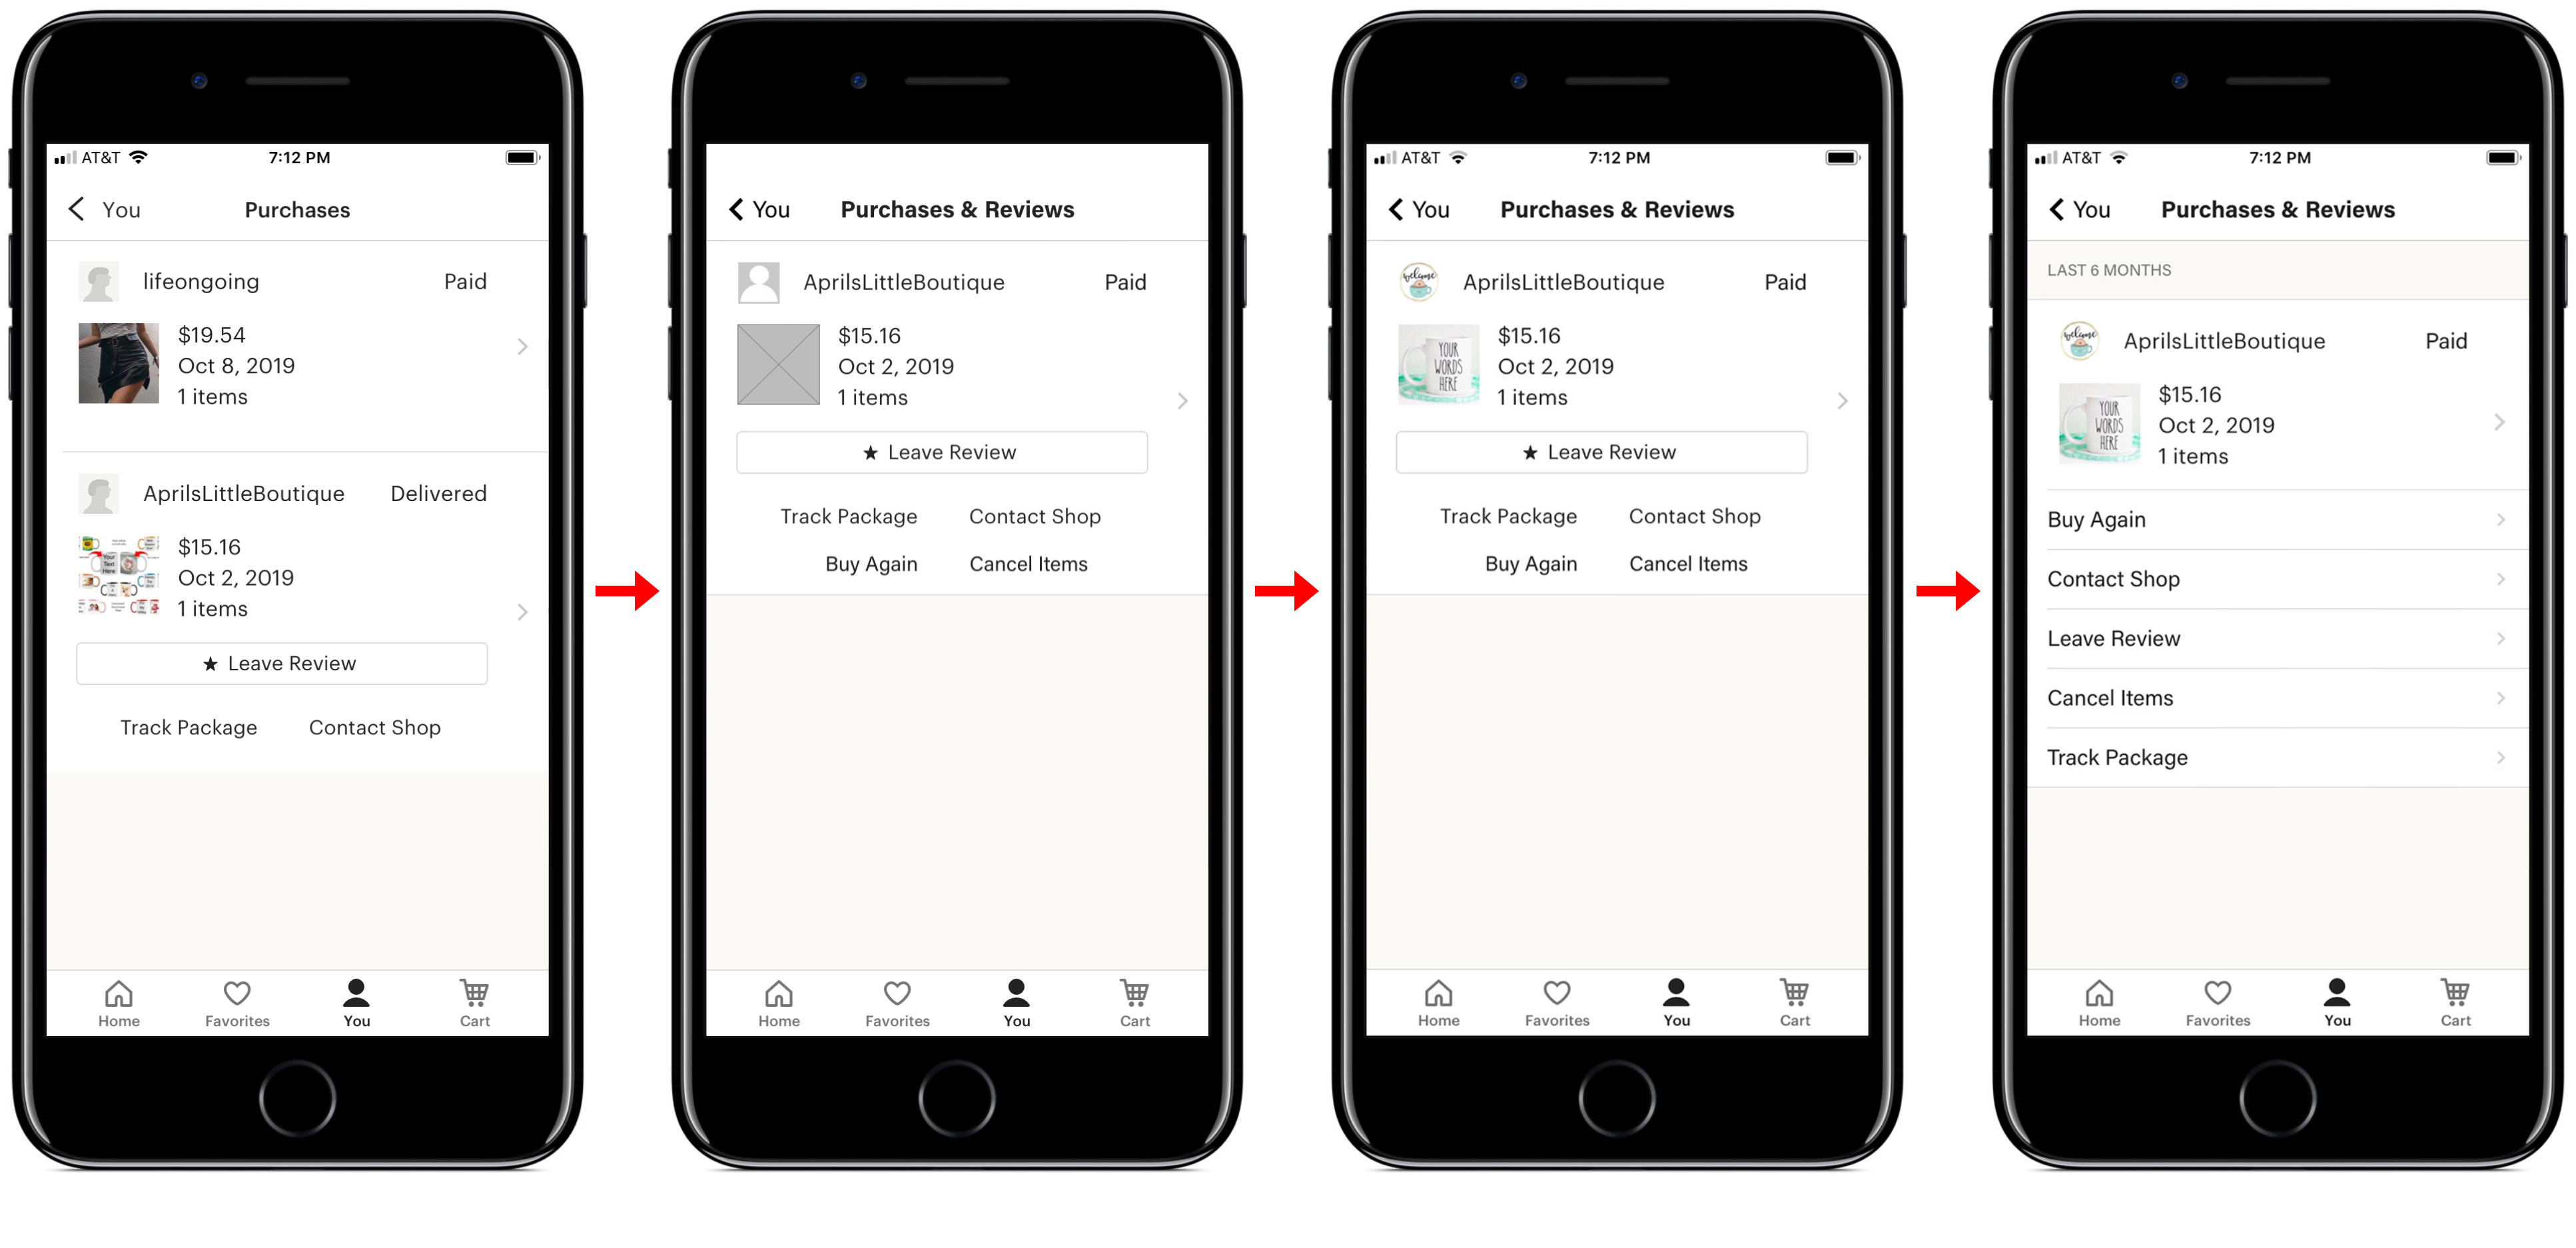 AT&T 7:12 PM
You Purchases
lifeongoing Paid
$19.54
Oct 8, 2019
1 items
AprilsLittleBoutique Delivered
$15.16
Oct 2, 2019
1 items
★ Leave Review
Track Package Contact Shop
Home Favorites You Cart
You Purchases & Reviews
AprilsLittleBoutique Paid
$15.16
Oct 2, 2019
1 items
★ Leave Review
Track Package Contact Shop
Buy Again Cancel Items
Home Favorites You Cart
AT&T 7:12 PM
You Purchases & Reviews
welcome
AprilsLittleBoutique Paid
YOUR
WORDS
HERE
$15.16
Oct 2, 2019
1 items
★ Leave Review
Track Package Contact Shop
Buy Again Cancel Items
Home Favorites You Cart
AT&T 7:12 PM
You Purchases & Reviews
LAST 6 MONTHS
welcome
AprilsLittleBoutique Paid
YOUR
WORDS
HERE
$15.16
Oct 2, 2019
1 items
Buy Again
Contact Shop
Leave Review
Cancel Items
Track Package
Home Favorites You Cart